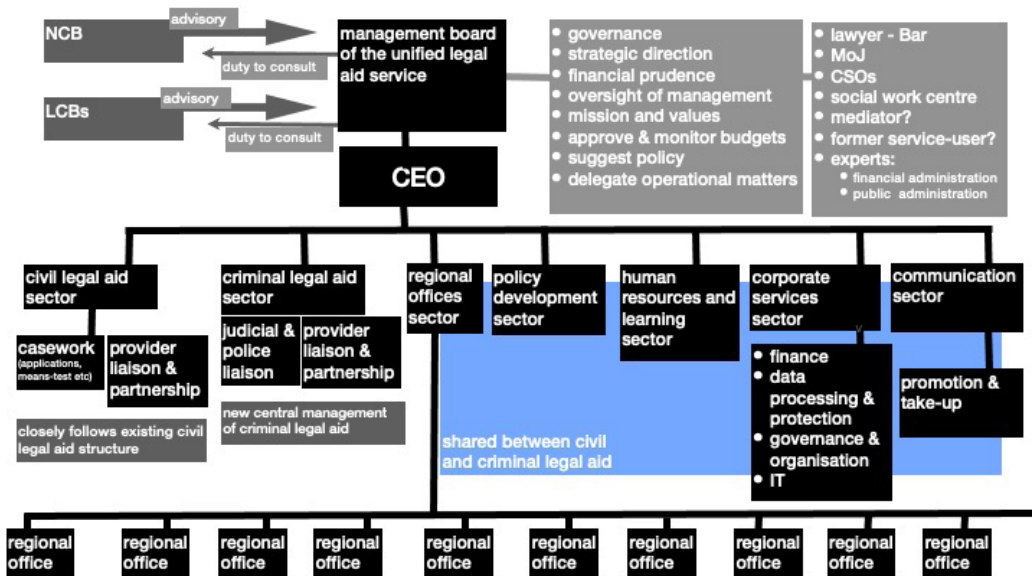 NCB
advisory
duty to consult
LCBs
advisory
duty to consult
management board
of the unified legal
aid service
• governance
• strategic direction
• financial prudence
• oversight of management
• mission and values
• approve & monitor budgets
• suggest policy
• delegate operational matters
• lawyer - Bar
• MoJ
• CSOs
• social work centre
• mediator?
• former service-user?
• experts:
• financial administration
• public administration
CEO
civil legal aid
sector
criminal legal aid
sector
regional
offices
sector
policy
development
sector
human
resources and
learning
sector
corporate
services
sector
communication
sector
casework
(applications,
means-test etc)
provider
liaison &
partnership
judicial &
police
liaison
provider
liaison &
partnership
v
• finance
• data
processing &
protection
• governance &
organisation
• IT
promotion &
take-up
closely follows existing civil
legal aid structure
new central management
of criminal legal aid
shared between civil
and criminal legal aid
regional
office
regional
office
regional
office
regional
office
regional
office
regional
office
regional
office
regional
office
regional
office
regional
office